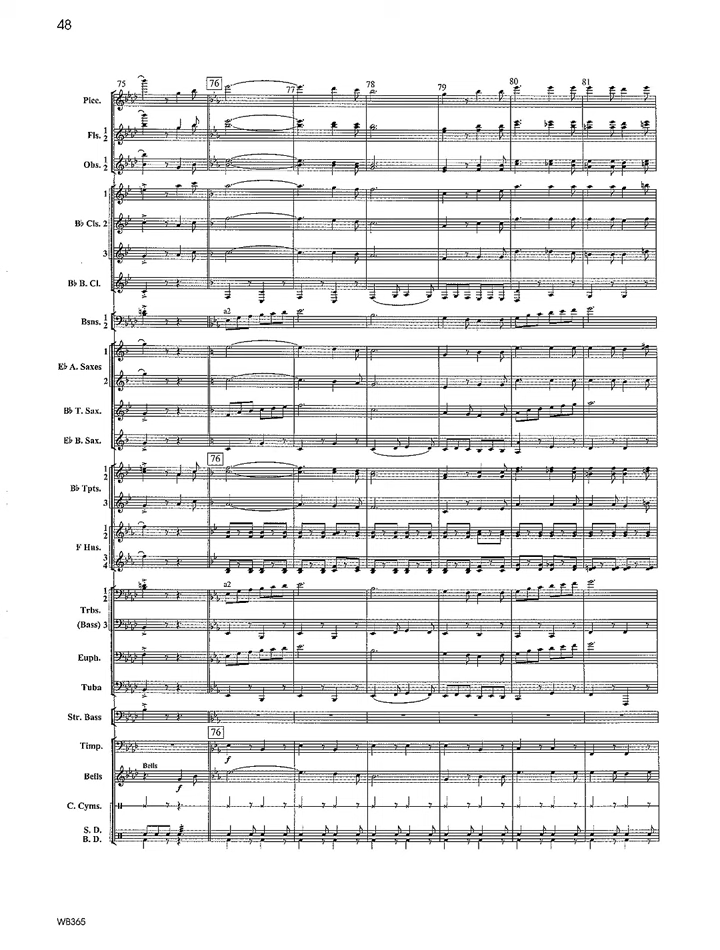 48
75 76 77 78 79 80 81
Picc.
Fls. 1 2
Obs. 1 2
1
B♭ Cls. 2
3
B♭ B. Cl.
Bsns. 1 2 a2
1
E♭ A. Saxes
2
B♭ T. Sax.
E♭ B. Sax.
76
1 2
B♭ Tpts.
3
1 2
F Hns.
3 4
1 2 a2
Trbs.
(Bass) 3
Euph.
Tuba
Str. Bass
76
Timp. f
Bells Bells f
C. Cyms.
S. D.
B. D.
WB365